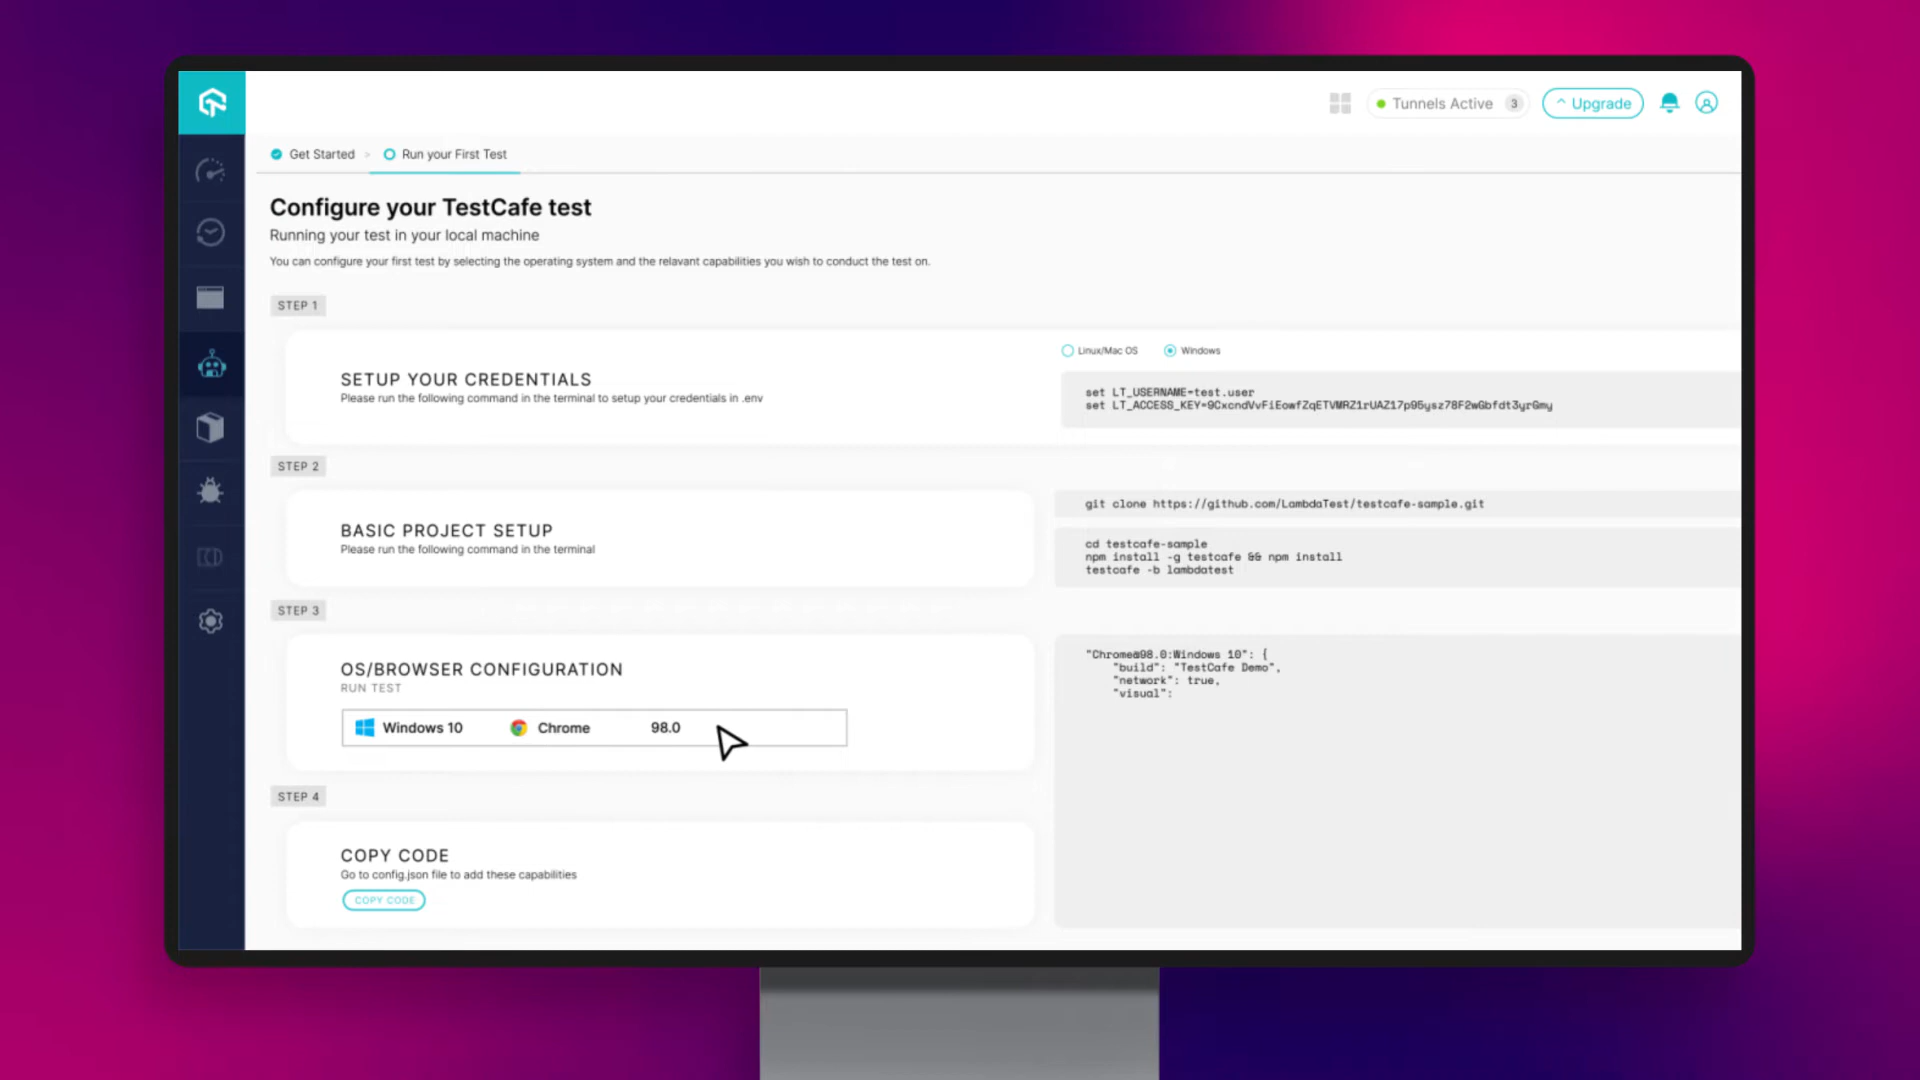 Tunnels Active 3
Upgrade
Get Started > Run your First Test
Configure your TestCafe test
Running your test in your local machine
You can configure your first test by selecting the operating system and the relavant capabilities you wish to conduct the test on.
STEP 1
Linux/Mac OS Windows
SETUP YOUR CREDENTIALS
Please run the following command in the terminal to setup your credentials in .env
set LT_USERNAME=test.user
set LT_ACCESS_KEY=9CxcndVvFiEowfZqETVMRZ1rUAZ17p95ysz78F2wGbfdt3yrGmy
STEP 2
BASIC PROJECT SETUP
Please run the following command in the terminal
git clone https://github.com/LambdaTest/testcafe-sample.git
cd testcafe-sample
npm install -g testcafe && npm install
testcafe -b lambdatest
STEP 3
OS/BROWSER CONFIGURATION
RUN TEST
Windows 10 Chrome 98.0
"Chrome@98.0:Windows 10": {
"build": "TestCafe Demo",
"network": true,
"visual":
STEP 4
COPY CODE
Go to config.json file to add these capabilities
COPY CODE